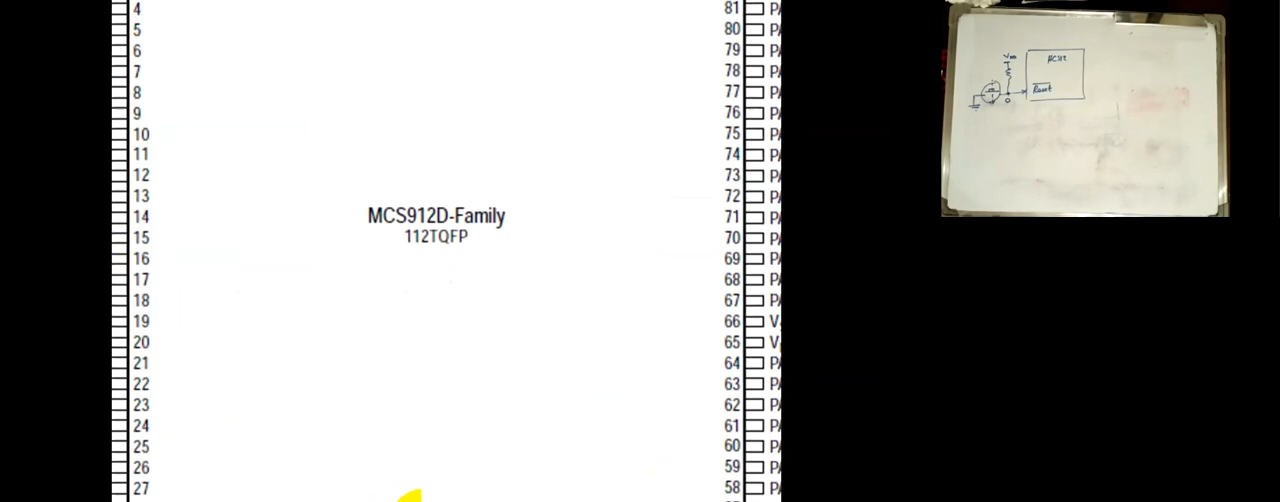 4
5
6
7
8
9
10
11
12
13
14
15
16
17
18
19
20
21
22
23
24
25
26
27
MCS912D-Family
112TQFP
81 P
80 P
79 P
78 P
77 P
76 P
75 P
74 P
73 P
72 P
71 P
70 P
69 P
68 P
67 P
66 V
65 V
64 P
63 P
62 P
61 P
60 P
59 P
58 P
HCS12
Reset